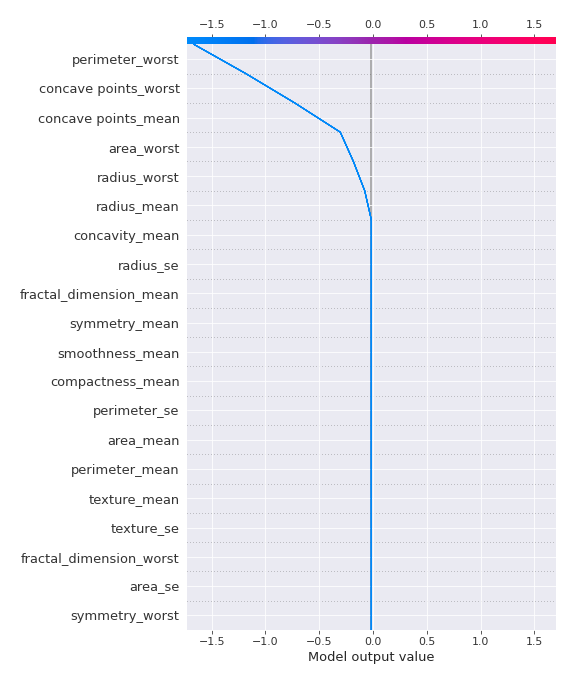 −1.5 −1.0 −0.5 0.0 0.5 1.0 1.5
perimeter_worst
concave points_worst
concave points_mean
area_worst
radius_worst
radius_mean
concavity_mean
radius_se
fractal_dimension_mean
symmetry_mean
smoothness_mean
compactness_mean
perimeter_se
area_mean
perimeter_mean
texture_mean
texture_se
fractal_dimension_worst
area_se
symmetry_worst
−1.5 −1.0 −0.5 0.0 0.5 1.0 1.5
Model output value